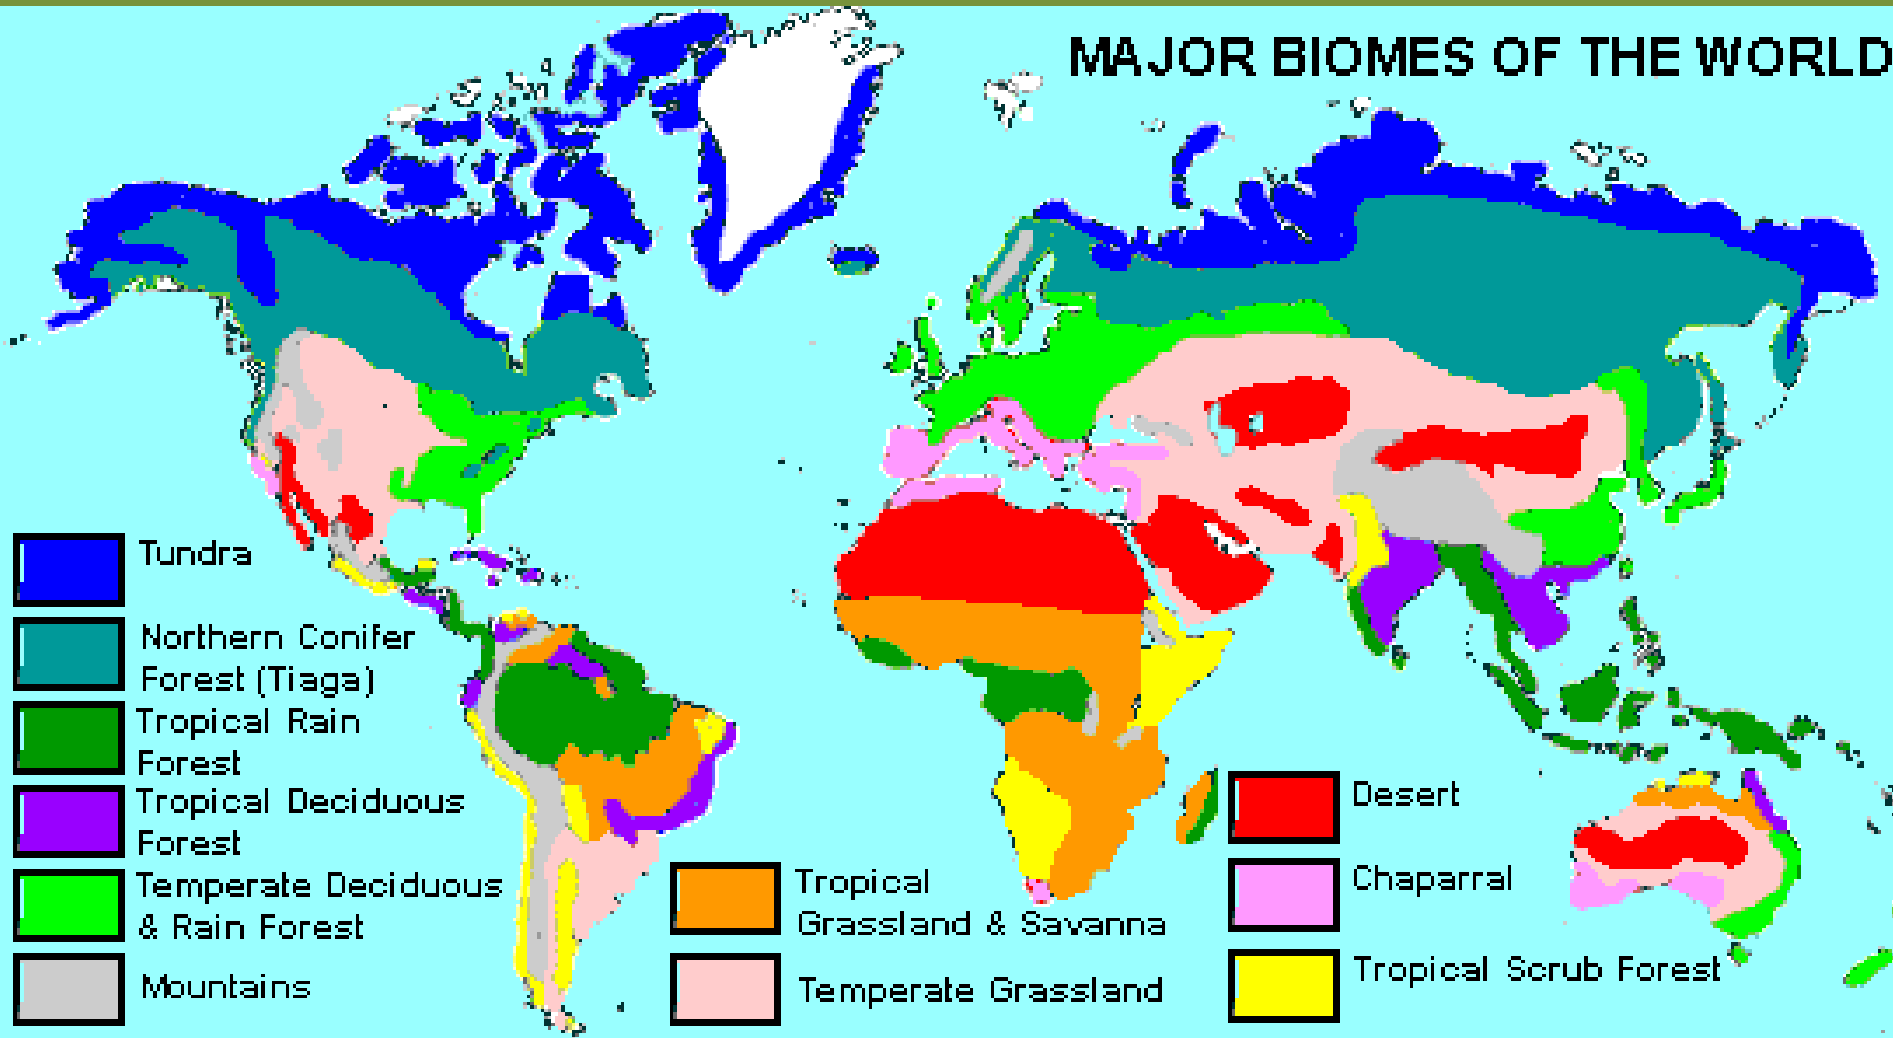 MAJOR BIOMES OF THE WORLD
Tundra
Northern Conifer
Forest (Tiaga)
Tropical Rain
Forest
Tropical Deciduous
Forest
Temperate Deciduous
& Rain Forest
Mountains
Tropical
Grassland & Savanna
Temperate Grassland
Desert
Chaparral
Tropical Scrub Forest